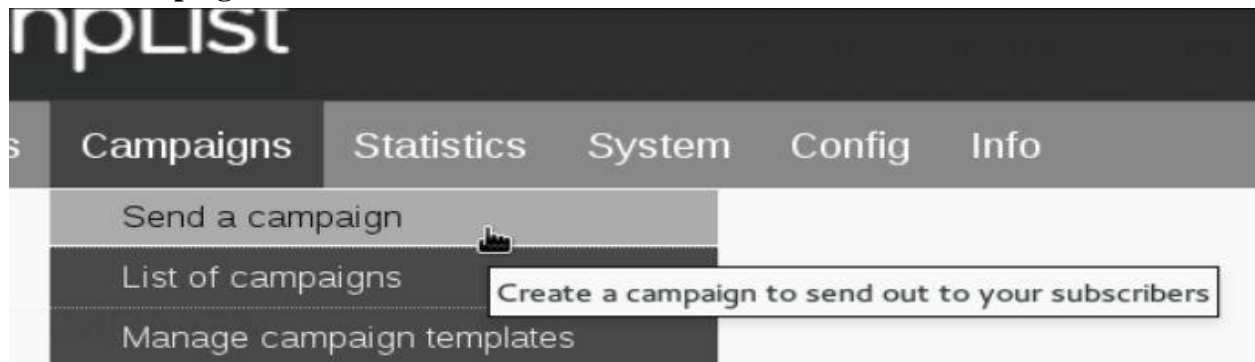 Campaigns Statistics System Config Info
Send a campaign
List of campaigns
Create a campaign to send out to your subscribers
Manage campaign templates